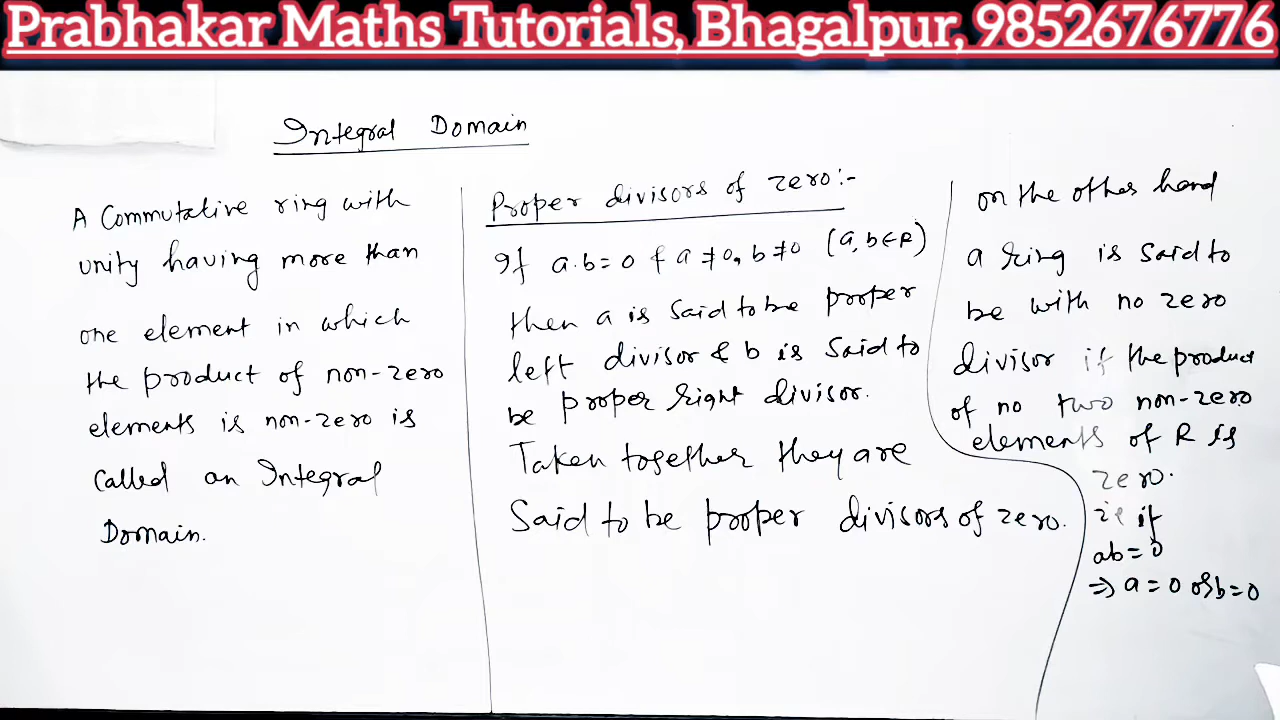 Prabhakar Maths Tutorials, Bhagalpur, 9852676776
Integral Domain
A Commutative ring with
unity having more than
one element in which
the product of non-zero
elements is non-zero is
Called an Integral
Domain.
Proper divisors of zero:-
If a.b=0 & a≠0, b≠0 (a,b∈R)
then a is said to be proper
left divisor & b is said to
be proper right divisor.
Taken together they are
Said to be proper divisors of zero.
on the other hand
a ring is said to
be with no zero
divisor if the product
of no two non-zero
elements of R is
zero.
ie if
ab=0
⇒ a=0 or b=0